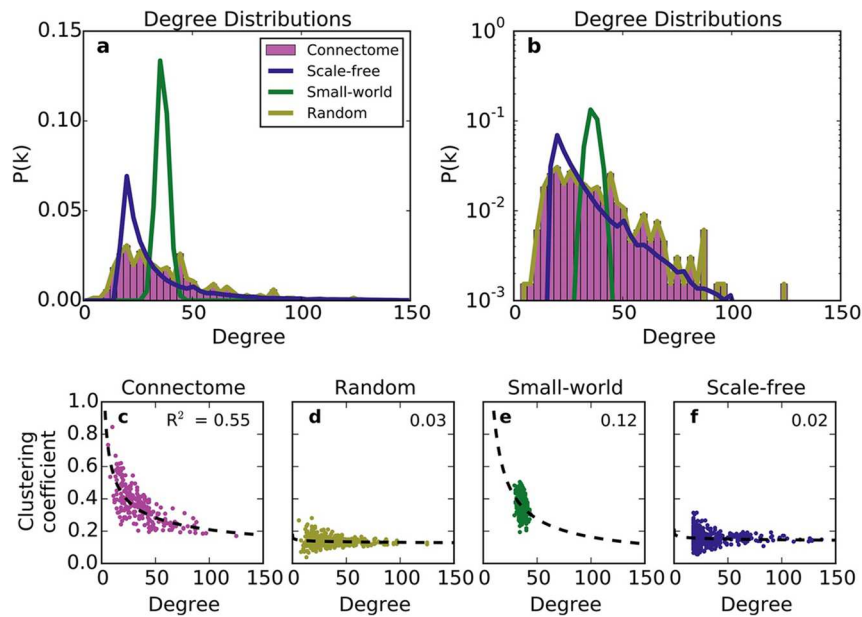 Degree Distributions
a
Connectome
Scale-free
Small-world
Random
P(k)
0.15
0.10
0.05
0.00
0 50 100 150
Degree
Degree Distributions
b
P(k)
10⁰
10⁻¹
10⁻²
10⁻³
0 50 100 150
Degree
Connectome
c
R² = 0.55
Clustering
coefficient
1.0
0.8
0.6
0.4
0.2
0.0
0 50 100 150
Degree
Random
d
0.03
0 50 100 150
Degree
Small-world
e
0.12
0 50 100 150
Degree
Scale-free
f
0.02
0 50 100 150
Degree